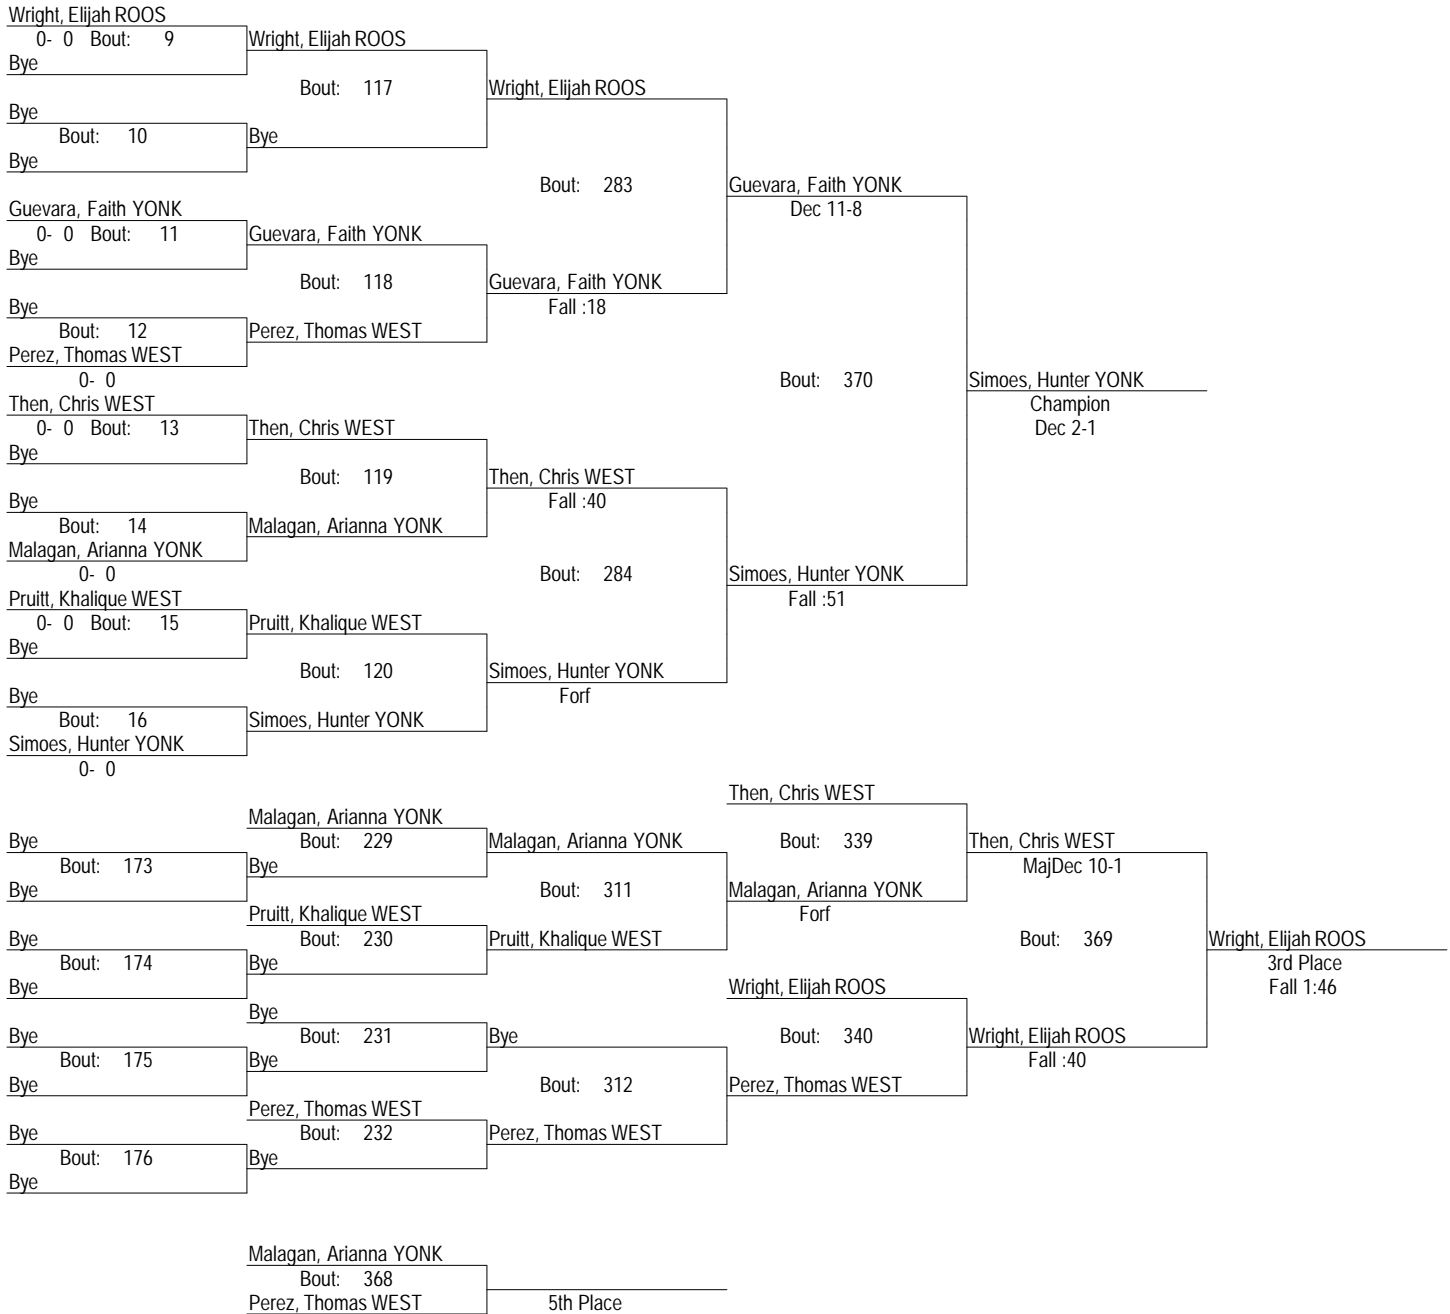 Wright, Elijah ROOS
0- 0 Bout: 9
Wright, Elijah ROOS
Bye
Bout: 117
Wright, Elijah ROOS
Bye
Bout: 10
Bye
Bye
Bout: 283
Guevara, Faith YONK
Dec 11-8
Guevara, Faith YONK
0- 0 Bout: 11
Guevara, Faith YONK
Bye
Bout: 118
Guevara, Faith YONK
Fall :18
Bye
Bout: 12
Perez, Thomas WEST
Perez, Thomas WEST
0- 0
Bout: 370
Simoes, Hunter YONK
Champion
Dec 2-1
Then, Chris WEST
0- 0 Bout: 13
Then, Chris WEST
Bye
Bout: 119
Then, Chris WEST
Fall :40
Bye
Bout: 14
Malagan, Arianna YONK
Malagan, Arianna YONK
0- 0
Bout: 284
Simoes, Hunter YONK
Fall :51
Pruitt, Khalique WEST
0- 0 Bout: 15
Pruitt, Khalique WEST
Bye
Bout: 120
Simoes, Hunter YONK
Forf
Bye
Bout: 16
Simoes, Hunter YONK
Simoes, Hunter YONK
0- 0
Then, Chris WEST
Malagan, Arianna YONK
Bye
Bout: 229
Malagan, Arianna YONK
Bout: 339
Then, Chris WEST
MajDec 10-1
Bout: 173
Bye
Bye
Bout: 311
Malagan, Arianna YONK
Forf
Pruitt, Khalique WEST
Bye
Bout: 230
Pruitt, Khalique WEST
Bout: 369
Wright, Elijah ROOS
3rd Place
Fall 1:46
Bout: 174
Bye
Bye
Wright, Elijah ROOS
Bye
Bye
Bout: 231
Bye
Bout: 340
Wright, Elijah ROOS
Fall :40
Bout: 175
Bye
Bye
Bout: 312
Perez, Thomas WEST
Perez, Thomas WEST
Bye
Bout: 232
Perez, Thomas WEST
Bout: 176
Bye
Bye
Malagan, Arianna YONK
Bout: 368
Perez, Thomas WEST
5th Place